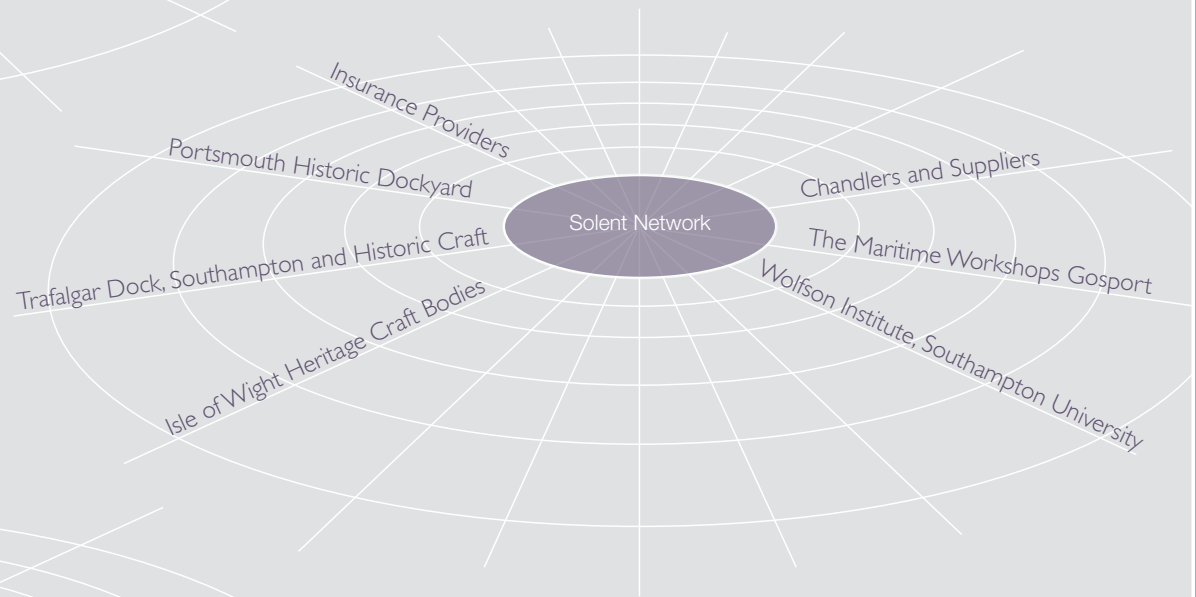 Insurance Providers
Portsmouth Historic Dockyard
Chandlers and Suppliers
Solent Network
Trafalgar Dock, Southampton and Historic Craft
The Maritime Workshops Gosport
Isle of Wight Heritage Craft Bodies
Wolfson Institute, Southampton University